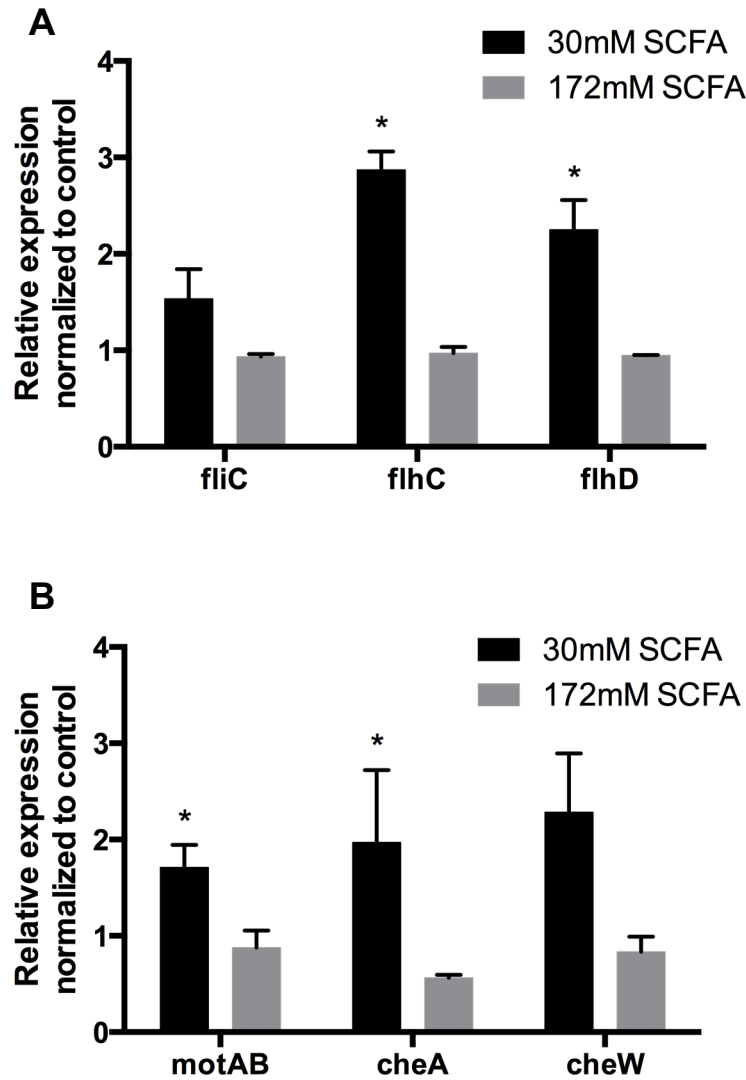 A
30mM SCFA
172mM SCFA
Relative expression
normalized to control
4
3
2
1
0
*
*
fliC
flhC
flhD
B
30mM SCFA
172mM SCFA
Relative expression
normalized to control
4
3
2
1
0
*
*
motAB
cheA
cheW